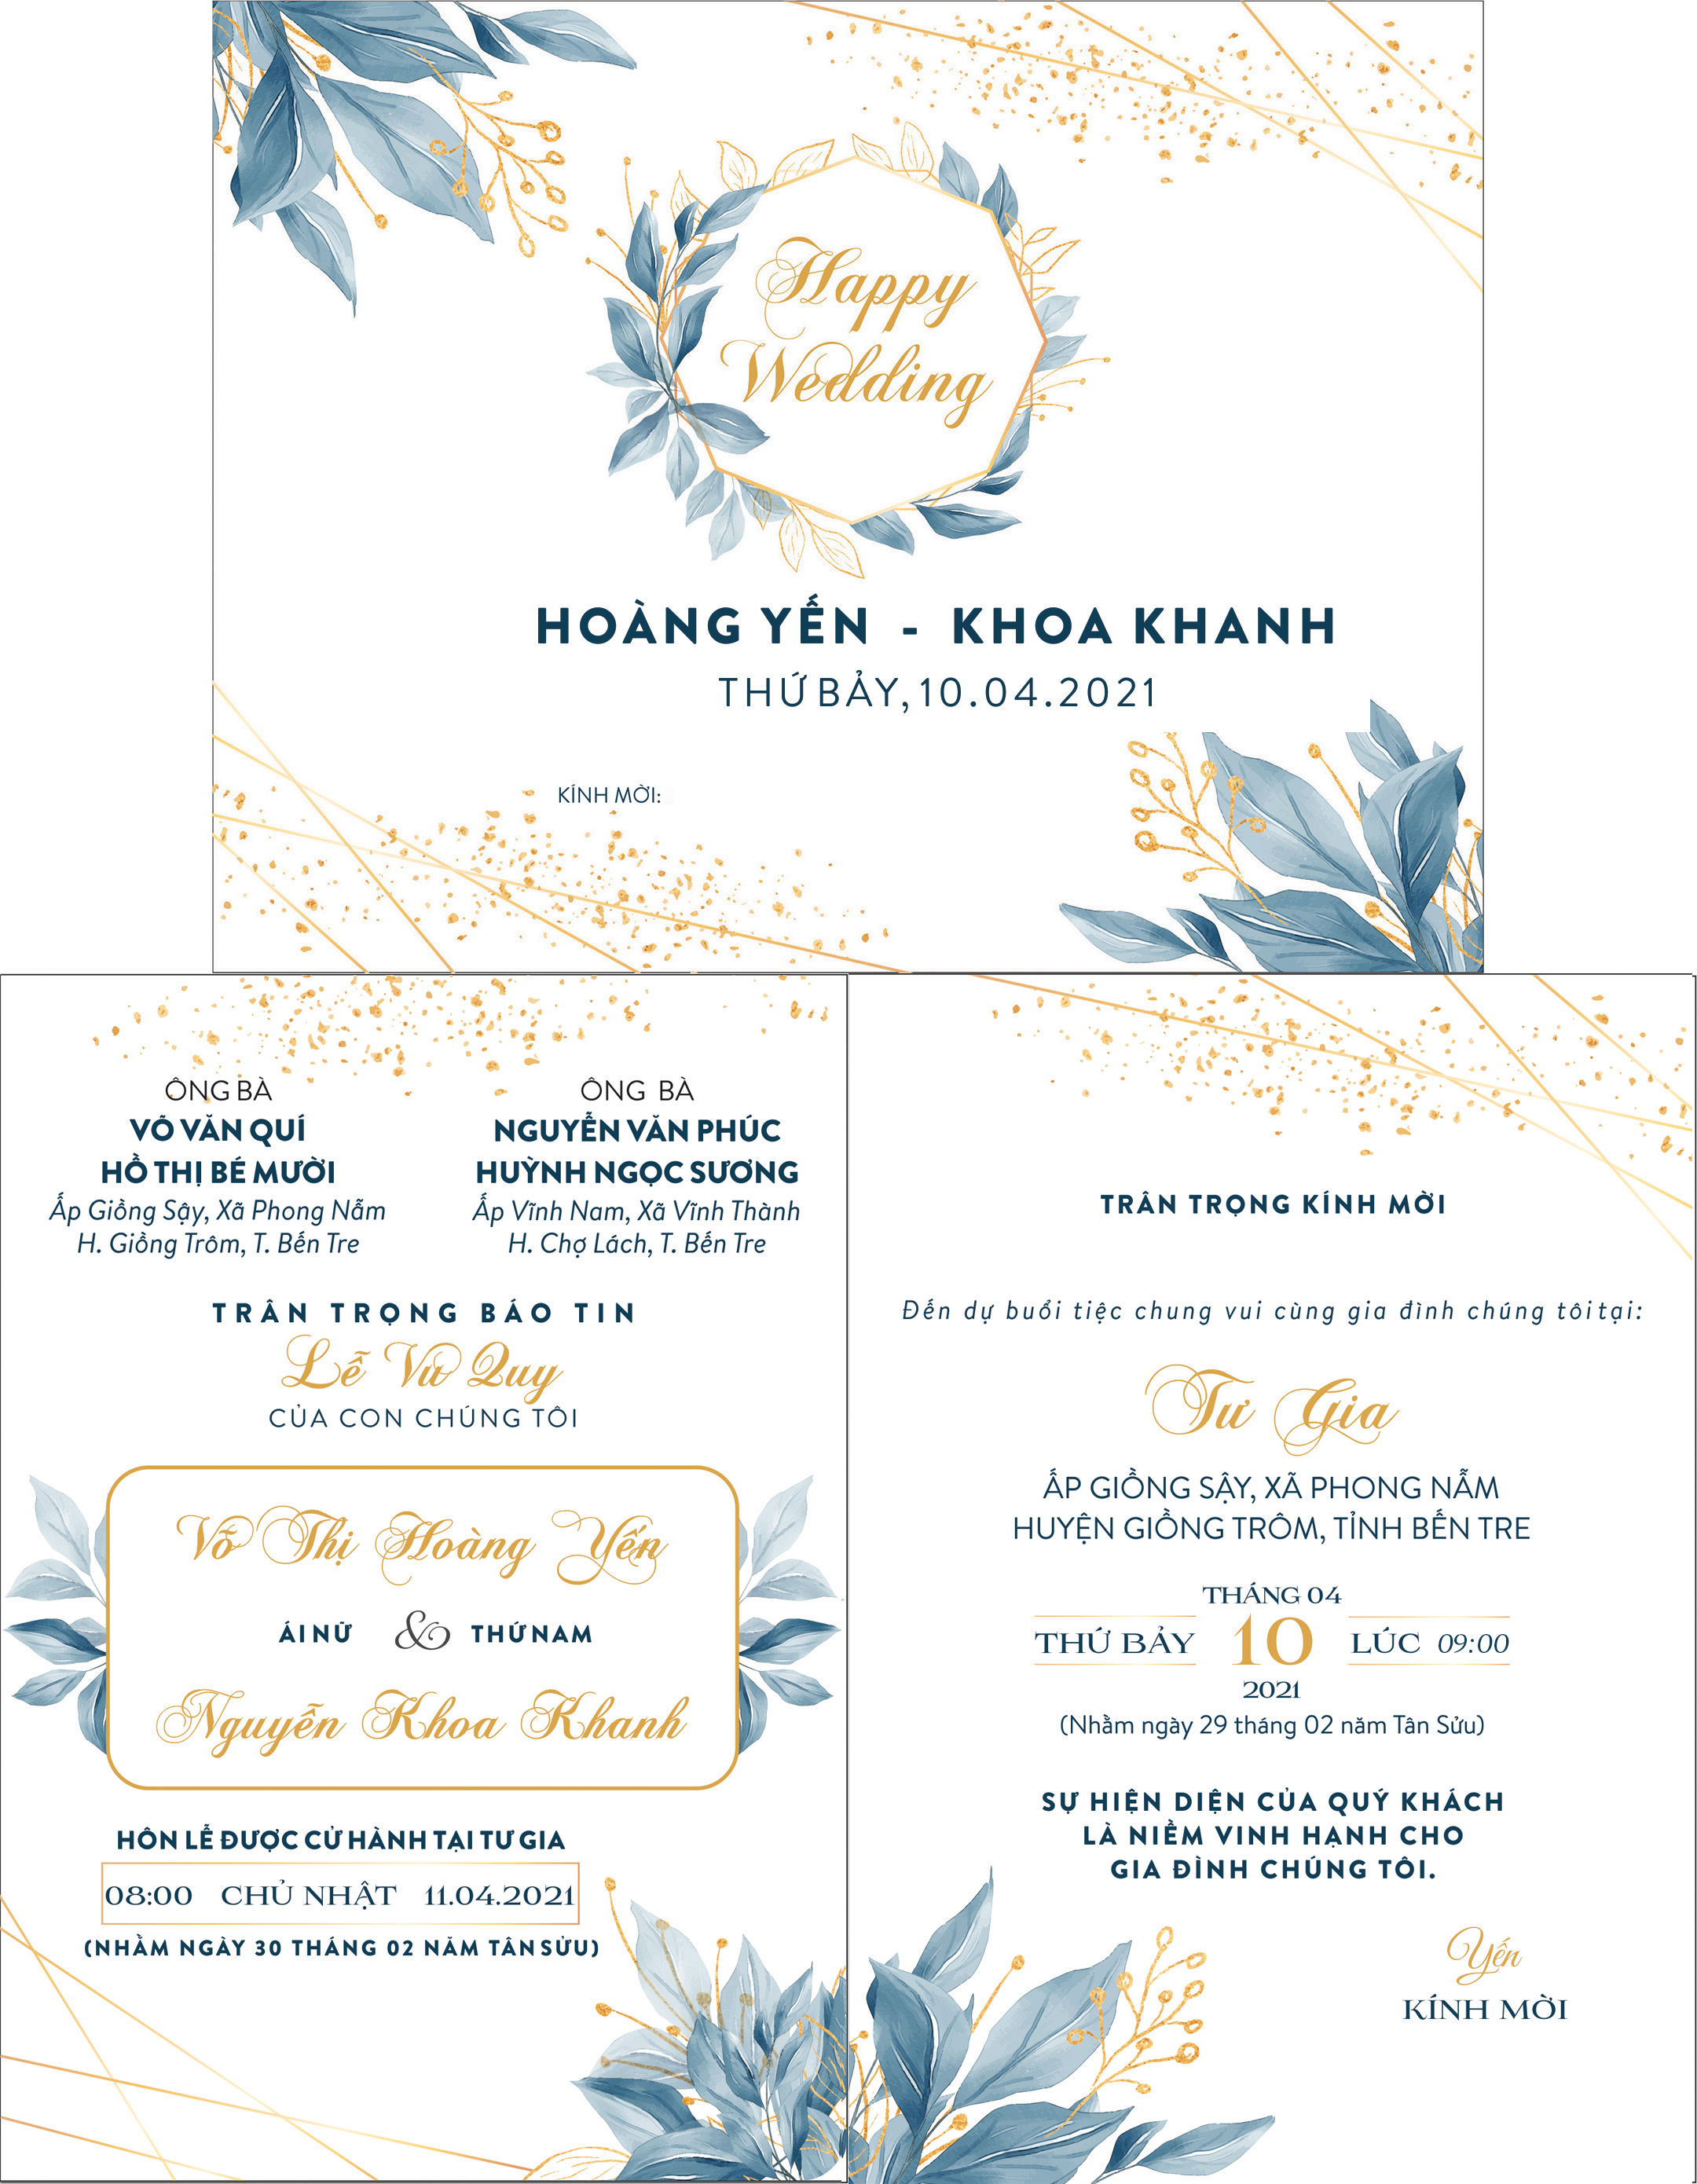 Happy
Wedding
HOÀNG YẾN - KHOA KHANH
THỨ BẢY, 10.04.2021
KÍNH MỜI:
ÔNG BÀ
VÕ VĂN QUÍ
HỒ THỊ BÉ MƯỜI
Ấp Giồng Sậy, Xã Phong Nẫm
H. Giồng Trôm, T. Bến Tre
ÔNG BÀ
NGUYỄN VĂN PHÚC
HUỲNH NGỌC SƯƠNG
Ấp Vĩnh Nam, Xã Vĩnh Thành
H. Chợ Lách, T. Bến Tre
TRÂN TRỌNG BÁO TIN
Lễ Vu Quy
CỦA CON CHÚNG TÔI
Võ Thị Hoàng Yến
ÁI NỮ & THỨ NAM
Nguyễn Khoa Khanh
HÔN LỄ ĐƯỢC CỬ HÀNH TẠI TƯ GIA
08:00 CHỦ NHẬT 11.04.2021
(NHẰM NGÀY 30 THÁNG 02 NĂM TÂN SỬU)
TRÂN TRỌNG KÍNH MỜI
Đến dự buổi tiệc chung vui cùng gia đình chúng tôi tại:
Tư Gia
ẤP GIỒNG SẬY, XÃ PHONG NẪM
HUYỆN GIỒNG TRÔM, TỈNH BẾN TRE
THÁNG 04
THỨ BẢY 10 LÚC 09:00
2021
(Nhằm ngày 29 tháng 02 năm Tân Sửu)
SỰ HIỆN DIỆN CỦA QUÝ KHÁCH
LÀ NIỀM VINH HẠNH CHO
GIA ĐÌNH CHÚNG TÔI.
Yến
KÍNH MỜI